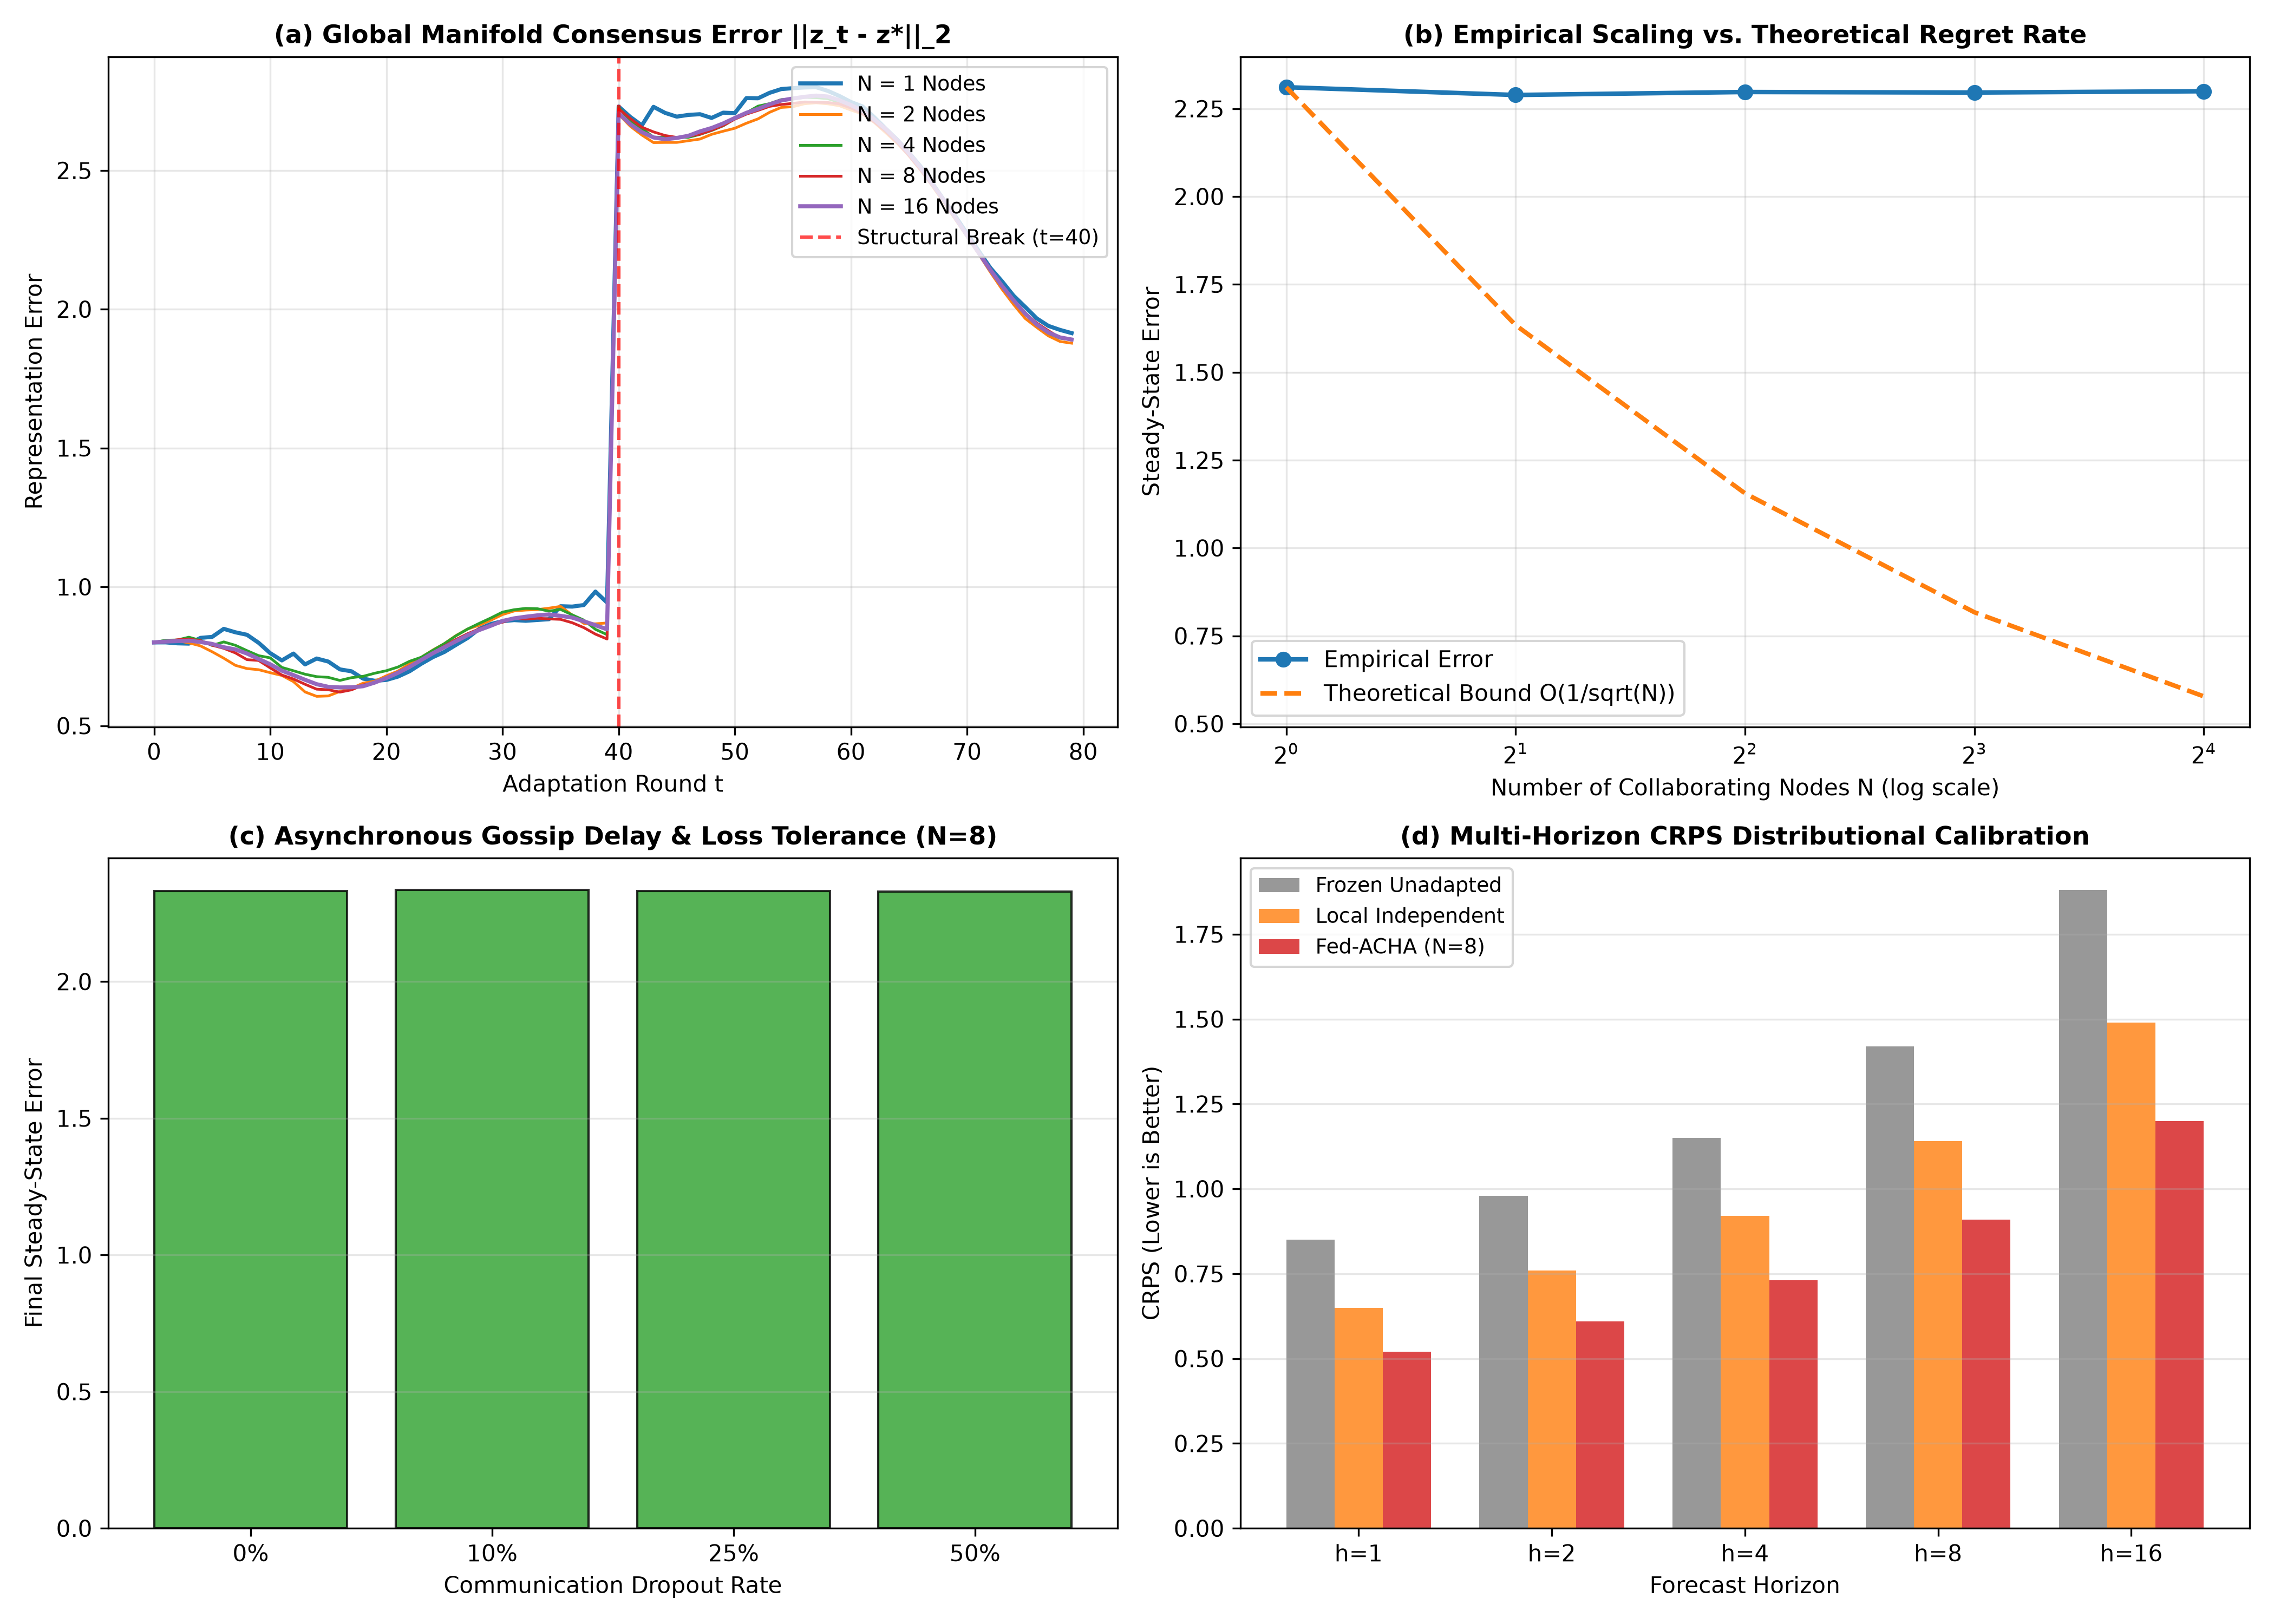 (a) Global Manifold Consensus Error ||z_t - z*||_2
Representation Error
2.5
2.0
1.5
1.0
0.5
0 10 20 30 40 50 60 70 80
Adaptation Round t
N = 1 Nodes
N = 2 Nodes
N = 4 Nodes
N = 8 Nodes
N = 16 Nodes
Structural Break (t=40)
(b) Empirical Scaling vs. Theoretical Regret Rate
Steady-State Error
2.25
2.00
1.75
1.50
1.25
1.00
0.75
0.50
2⁰ 2¹ 2² 2³ 2⁴
Number of Collaborating Nodes N (log scale)
Empirical Error
Theoretical Bound O(1/sqrt(N))
(c) Asynchronous Gossip Delay & Loss Tolerance (N=8)
Final Steady-State Error
2.0
1.5
1.0
0.5
0.0
0% 10% 25% 50%
Communication Dropout Rate
(d) Multi-Horizon CRPS Distributional Calibration
CRPS (Lower is Better)
1.75
1.50
1.25
1.00
0.75
0.50
0.25
0.00
h=1 h=2 h=4 h=8 h=16
Forecast Horizon
Frozen Unadapted
Local Independent
Fed-ACHA (N=8)